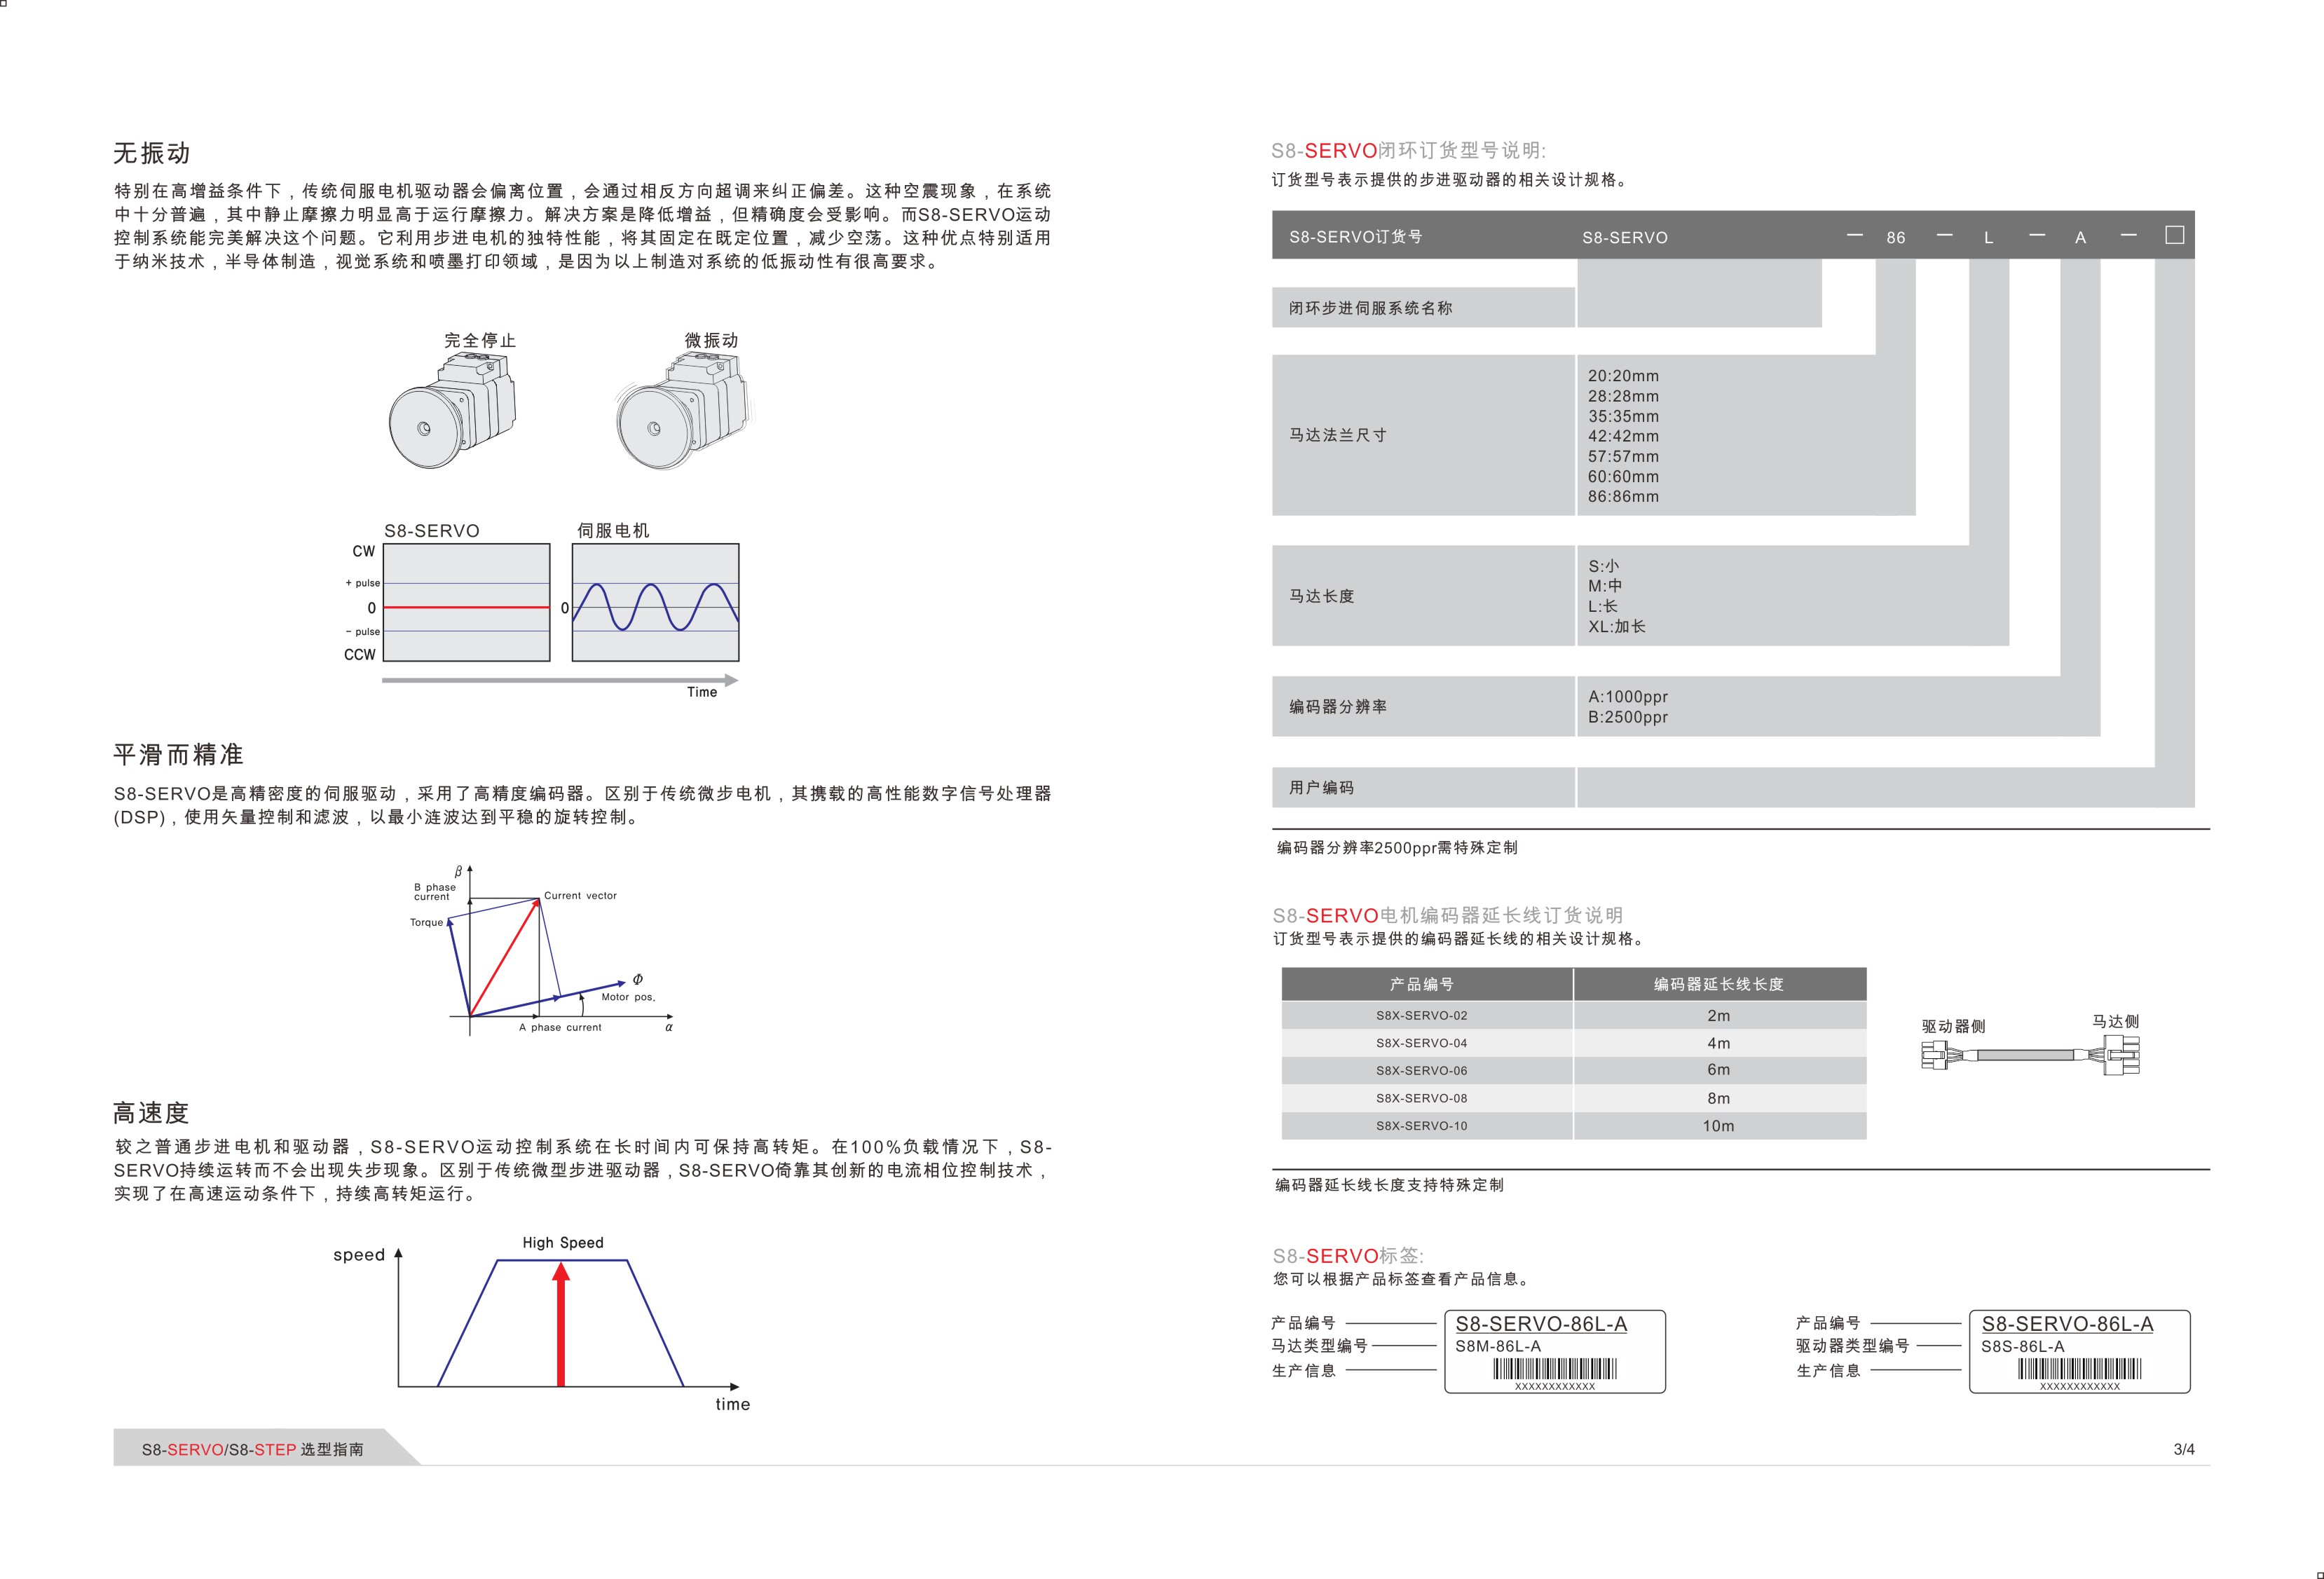 无振动
特别在高增益条件下，传统伺服电机驱动器会偏离位置，会通过相反方向超调来纠正偏差。这种空震现象，在系统
中十分普遍，其中静止摩擦力明显高于运行摩擦力。解决方案是降低增益，但精确度会受影响。而S8-SERVO运动
控制系统能完美解决这个问题。它利用步进电机的独特性能，将其固定在既定位置，减少空荡。这种优点特别适用
于纳米技术，半导体制造，视觉系统和喷墨打印领域，是因为以上制造对系统的低振动性有很高要求。
完全停止
微振动
S8-SERVO
伺服电机
CW
+ pulse
0
- pulse
CCW
0
Time
平滑而精准
S8-SERVO是高精密度的伺服驱动，采用了高精度编码器。区别于传统微步电机，其携载的高性能数字信号处理器
(DSP)，使用矢量控制和滤波，以最小涟波达到平稳的旋转控制。
β
B phase
current
Current vector
Torque
Φ
Motor pos.
A phase current
α
高速度
较之普通步进电机和驱动器，S8-SERVO运动控制系统在长时间内可保持高转矩。在100%负载情况下，S8-
SERVO持续运转而不会出现失步现象。区别于传统微型步进驱动器，S8-SERVO倚靠其创新的电流相位控制技术，
实现了在高速运动条件下，持续高转矩运行。
High Speed
speed
time
S8-SERVO/S8-STEP 选型指南
S8-SERVO闭环订货型号说明:
订货型号表示提供的步进驱动器的相关设计规格。
S8-SERVO订货号 S8-SERVO — 86 — L — A — □
闭环步进伺服系统名称
马达法兰尺寸
20:20mm
28:28mm
35:35mm
42:42mm
57:57mm
60:60mm
86:86mm
马达长度
S:小
M:中
L:长
XL:加长
编码器分辨率
A:1000ppr
B:2500ppr
用户编码
编码器分辨率2500ppr需特殊定制
S8-SERVO电机编码器延长线订货说明
订货型号表示提供的编码器延长线的相关设计规格。
产品编号 编码器延长线长度
S8X-SERVO-02 2m
S8X-SERVO-04 4m
S8X-SERVO-06 6m
S8X-SERVO-08 8m
S8X-SERVO-10 10m
驱动器侧
马达侧
编码器延长线长度支持特殊定制
S8-SERVO标签:
您可以根据产品标签查看产品信息。
产品编号 S8-SERVO-86L-A
马达类型编号 S8M-86L-A
生产信息
XXXXXXXXXXXX
产品编号 S8-SERVO-86L-A
驱动器类型编号 S8S-86L-A
生产信息
XXXXXXXXXXXX
3/4